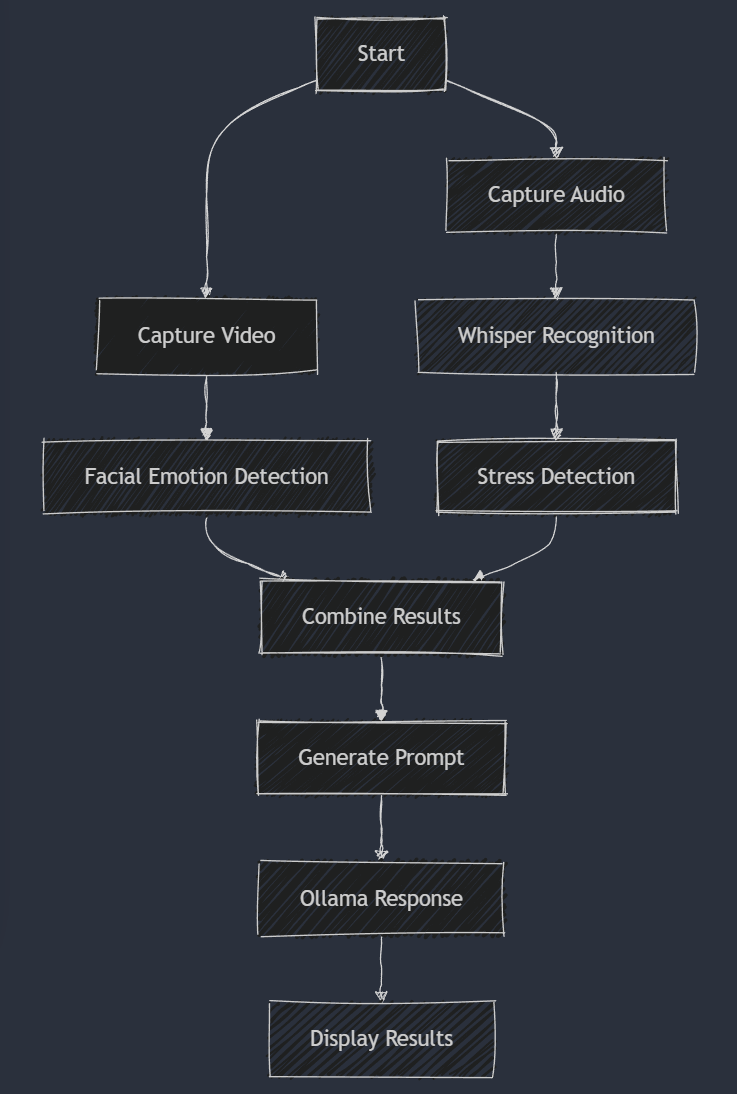 Start
Capture Audio
Capture Video
Whisper Recognition
Facial Emotion Detection
Stress Detection
Combine Results
Generate Prompt
Ollama Response
Display Results